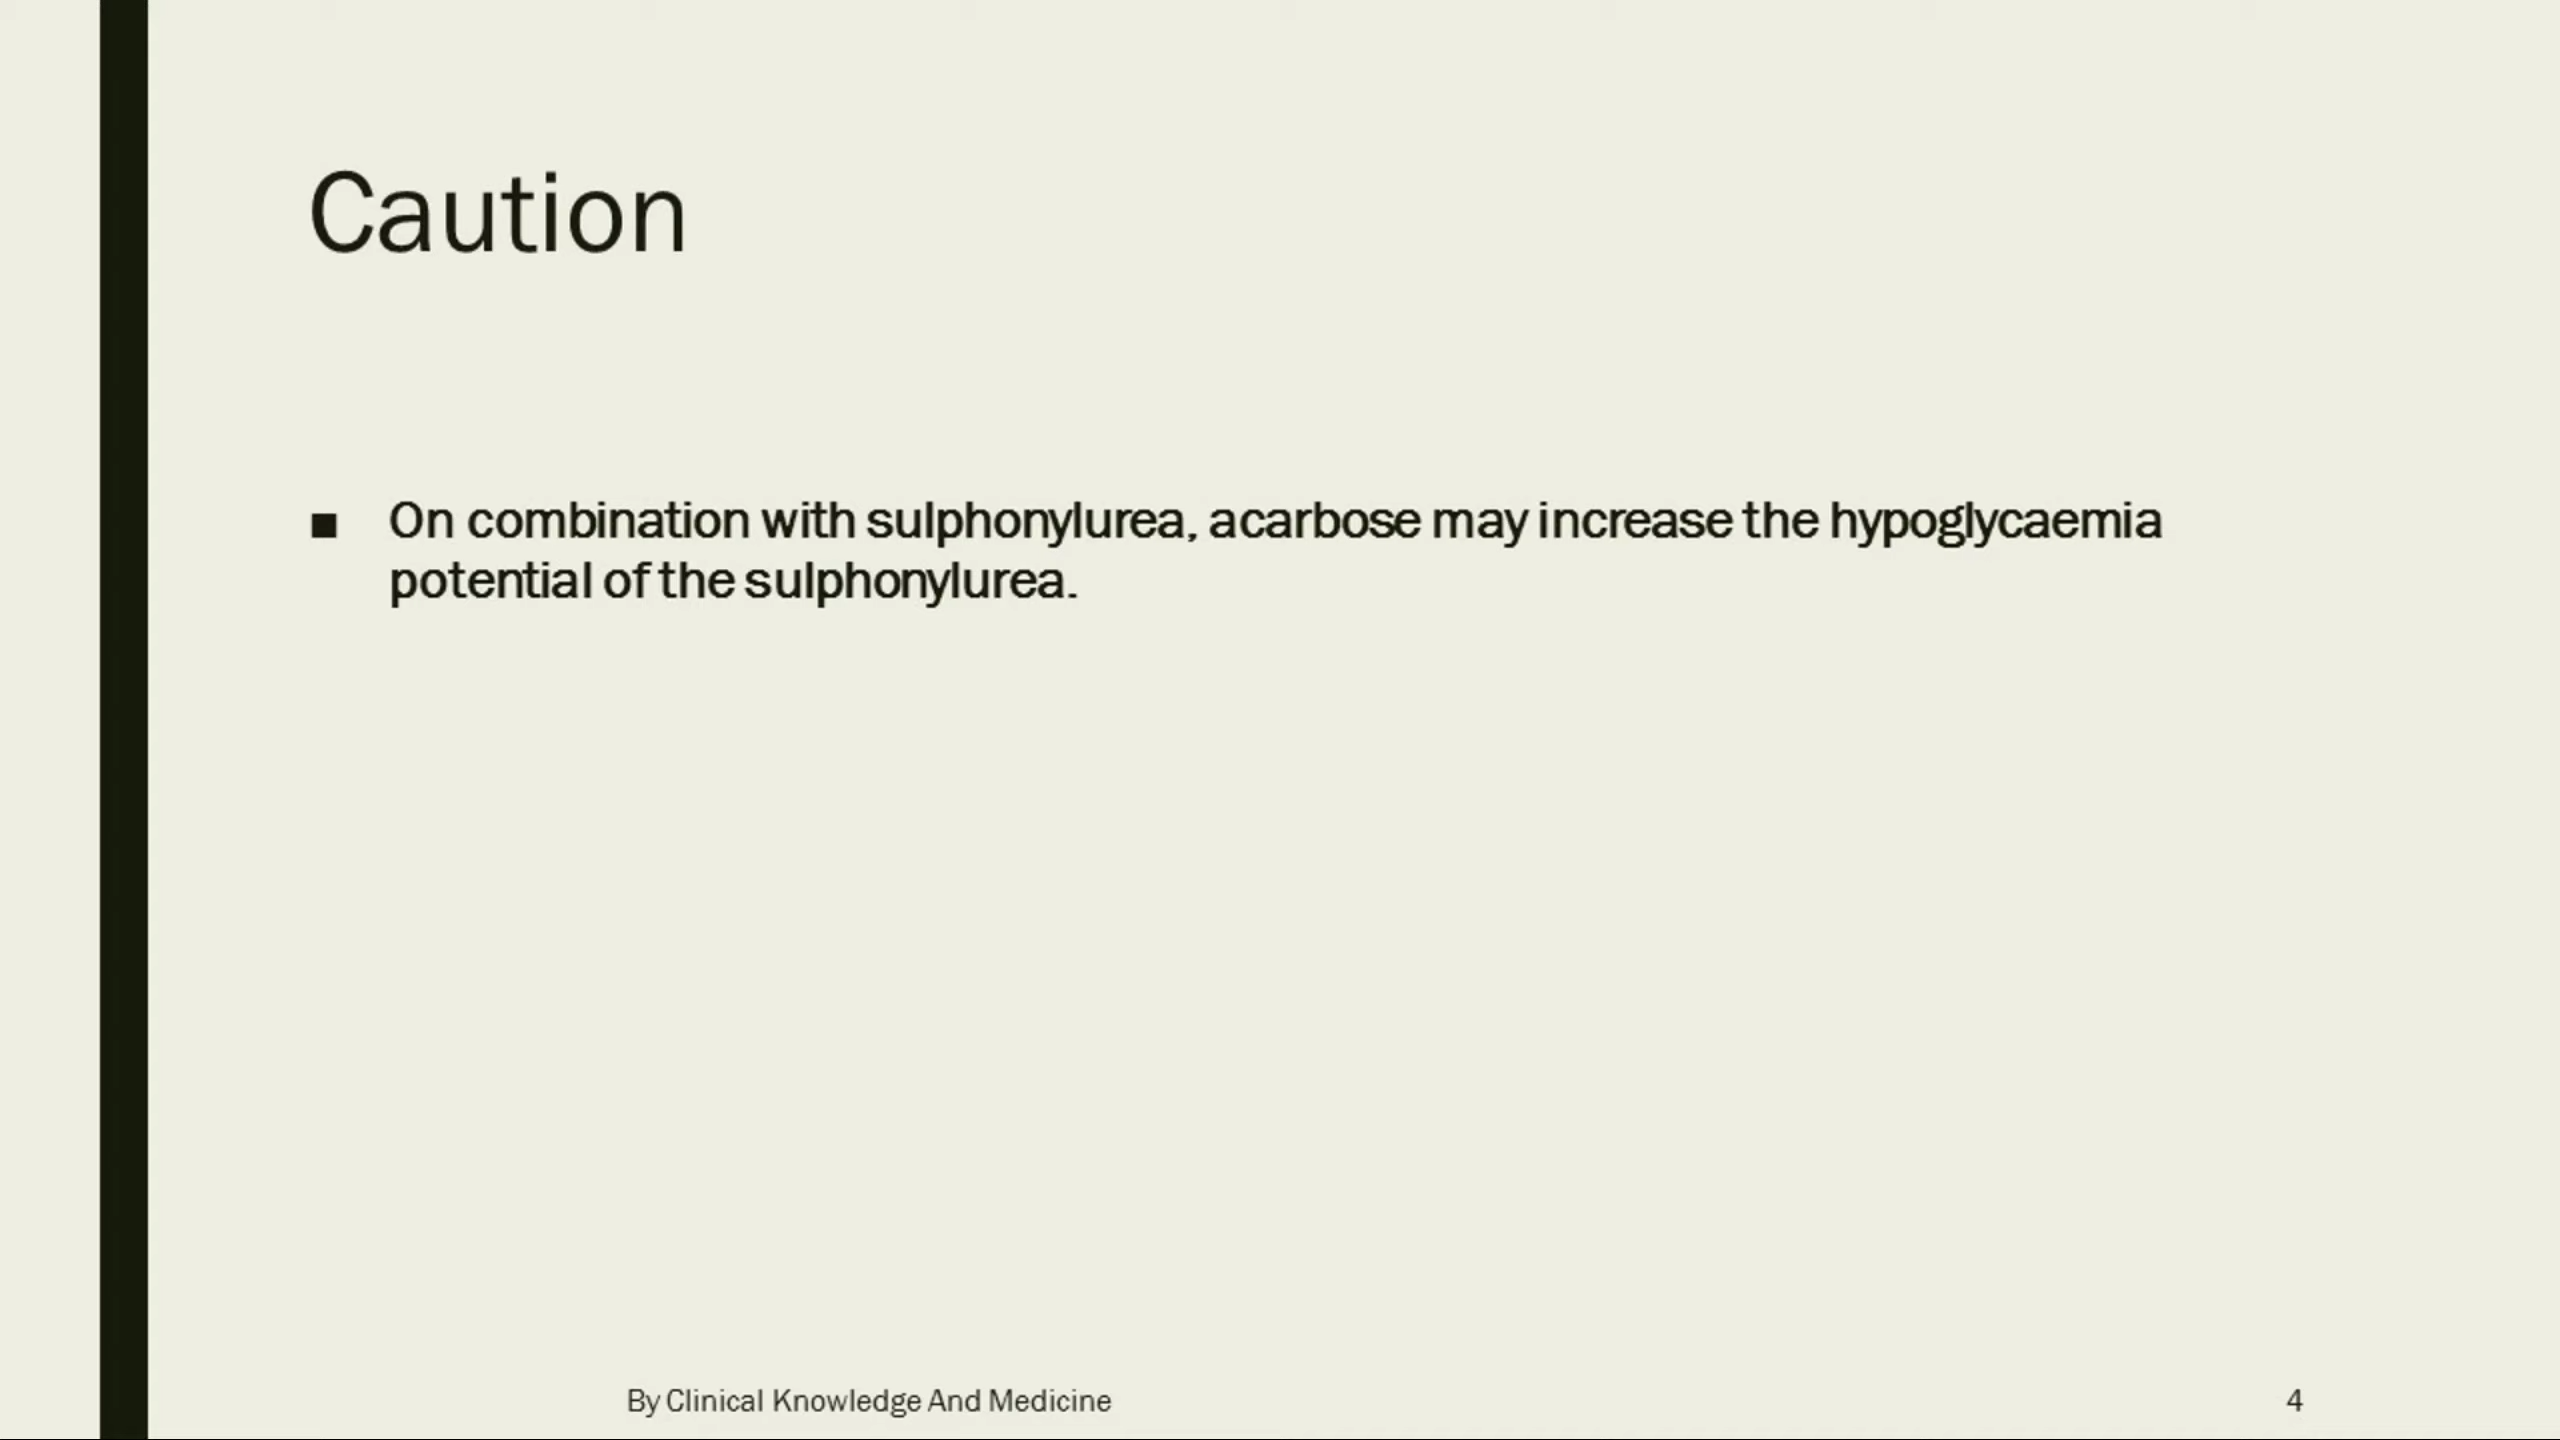 Caution
■ On combination with sulphonylurea, acarbose may increase the hypoglycaemia
potential of the sulphonylurea.
By Clinical Knowledge And Medicine
4